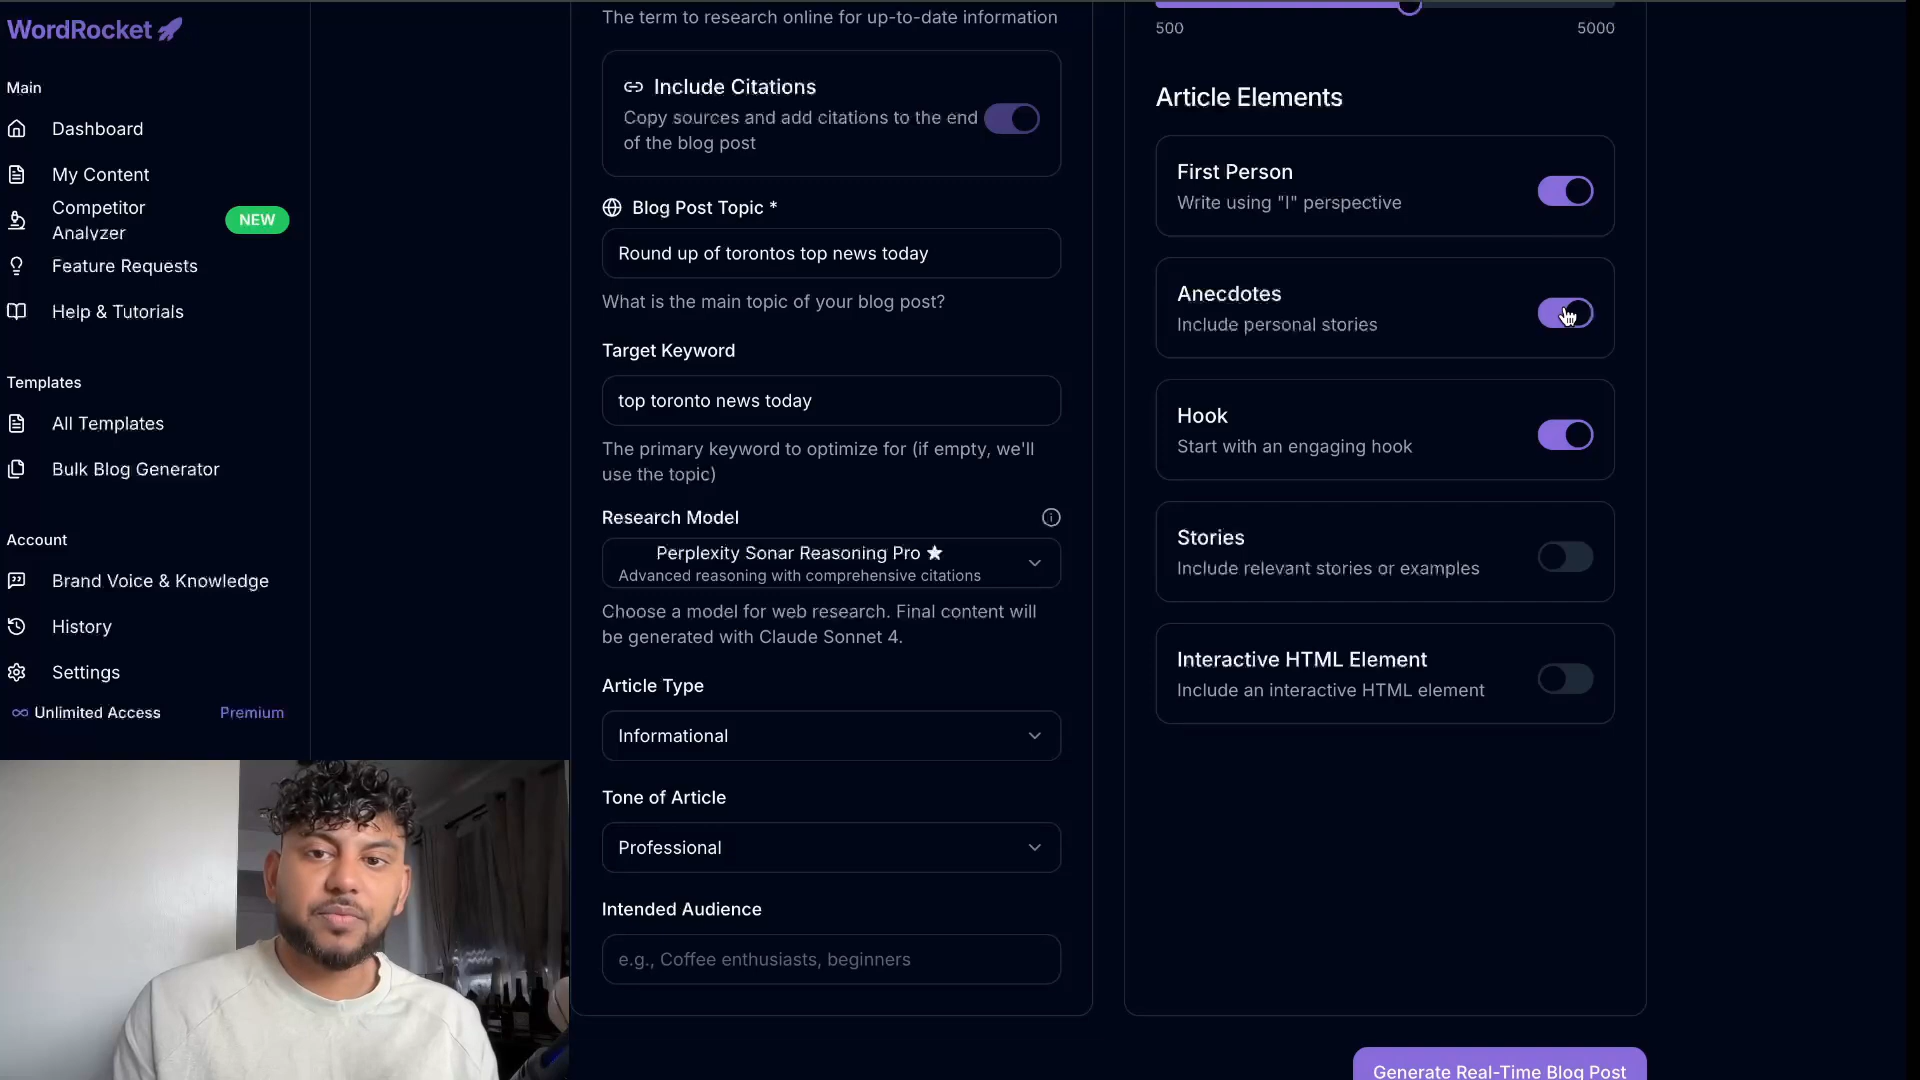 WordRocket
Main
Dashboard
My Content
Competitor
Analyzer
NEW
Feature Requests
Help & Tutorials
Templates
All Templates
Bulk Blog Generator
Account
Brand Voice & Knowledge
History
Settings
Unlimited Access
Premium
The term to research online for up-to-date information
Include Citations
Copy sources and add citations to the end
of the blog post
Blog Post Topic *
Round up of torontos top news today
What is the main topic of your blog post?
Target Keyword
top toronto news today
The primary keyword to optimize for (if empty, we'll
use the topic)
Research Model
Perplexity Sonar Reasoning Pro ★
Advanced reasoning with comprehensive citations
Choose a model for web research. Final content will
be generated with Claude Sonnet 4.
Article Type
Informational
Tone of Article
Professional
Intended Audience
e.g., Coffee enthusiasts, beginners
500
5000
Article Elements
First Person
Write using "I" perspective
Anecdotes
Include personal stories
Hook
Start with an engaging hook
Stories
Include relevant stories or examples
Interactive HTML Element
Include an interactive HTML element
Generate Real-Time Blog Post